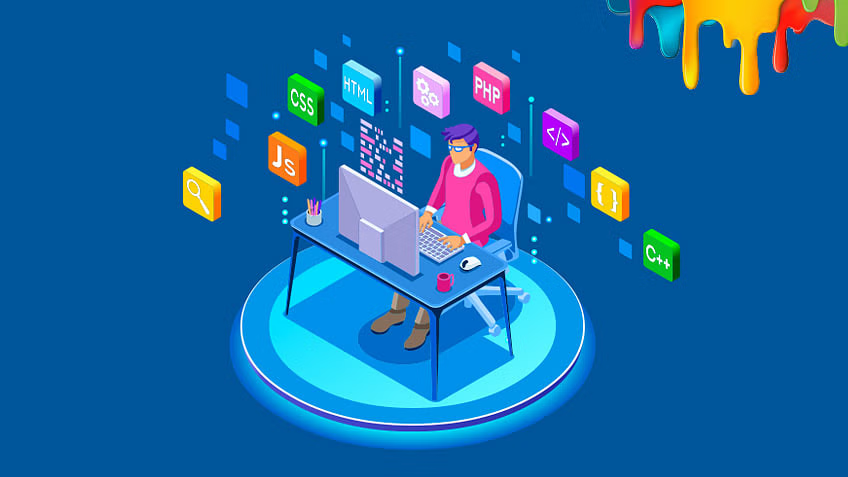 HTML
PHP
CSS
</>
Js
{ }
C++